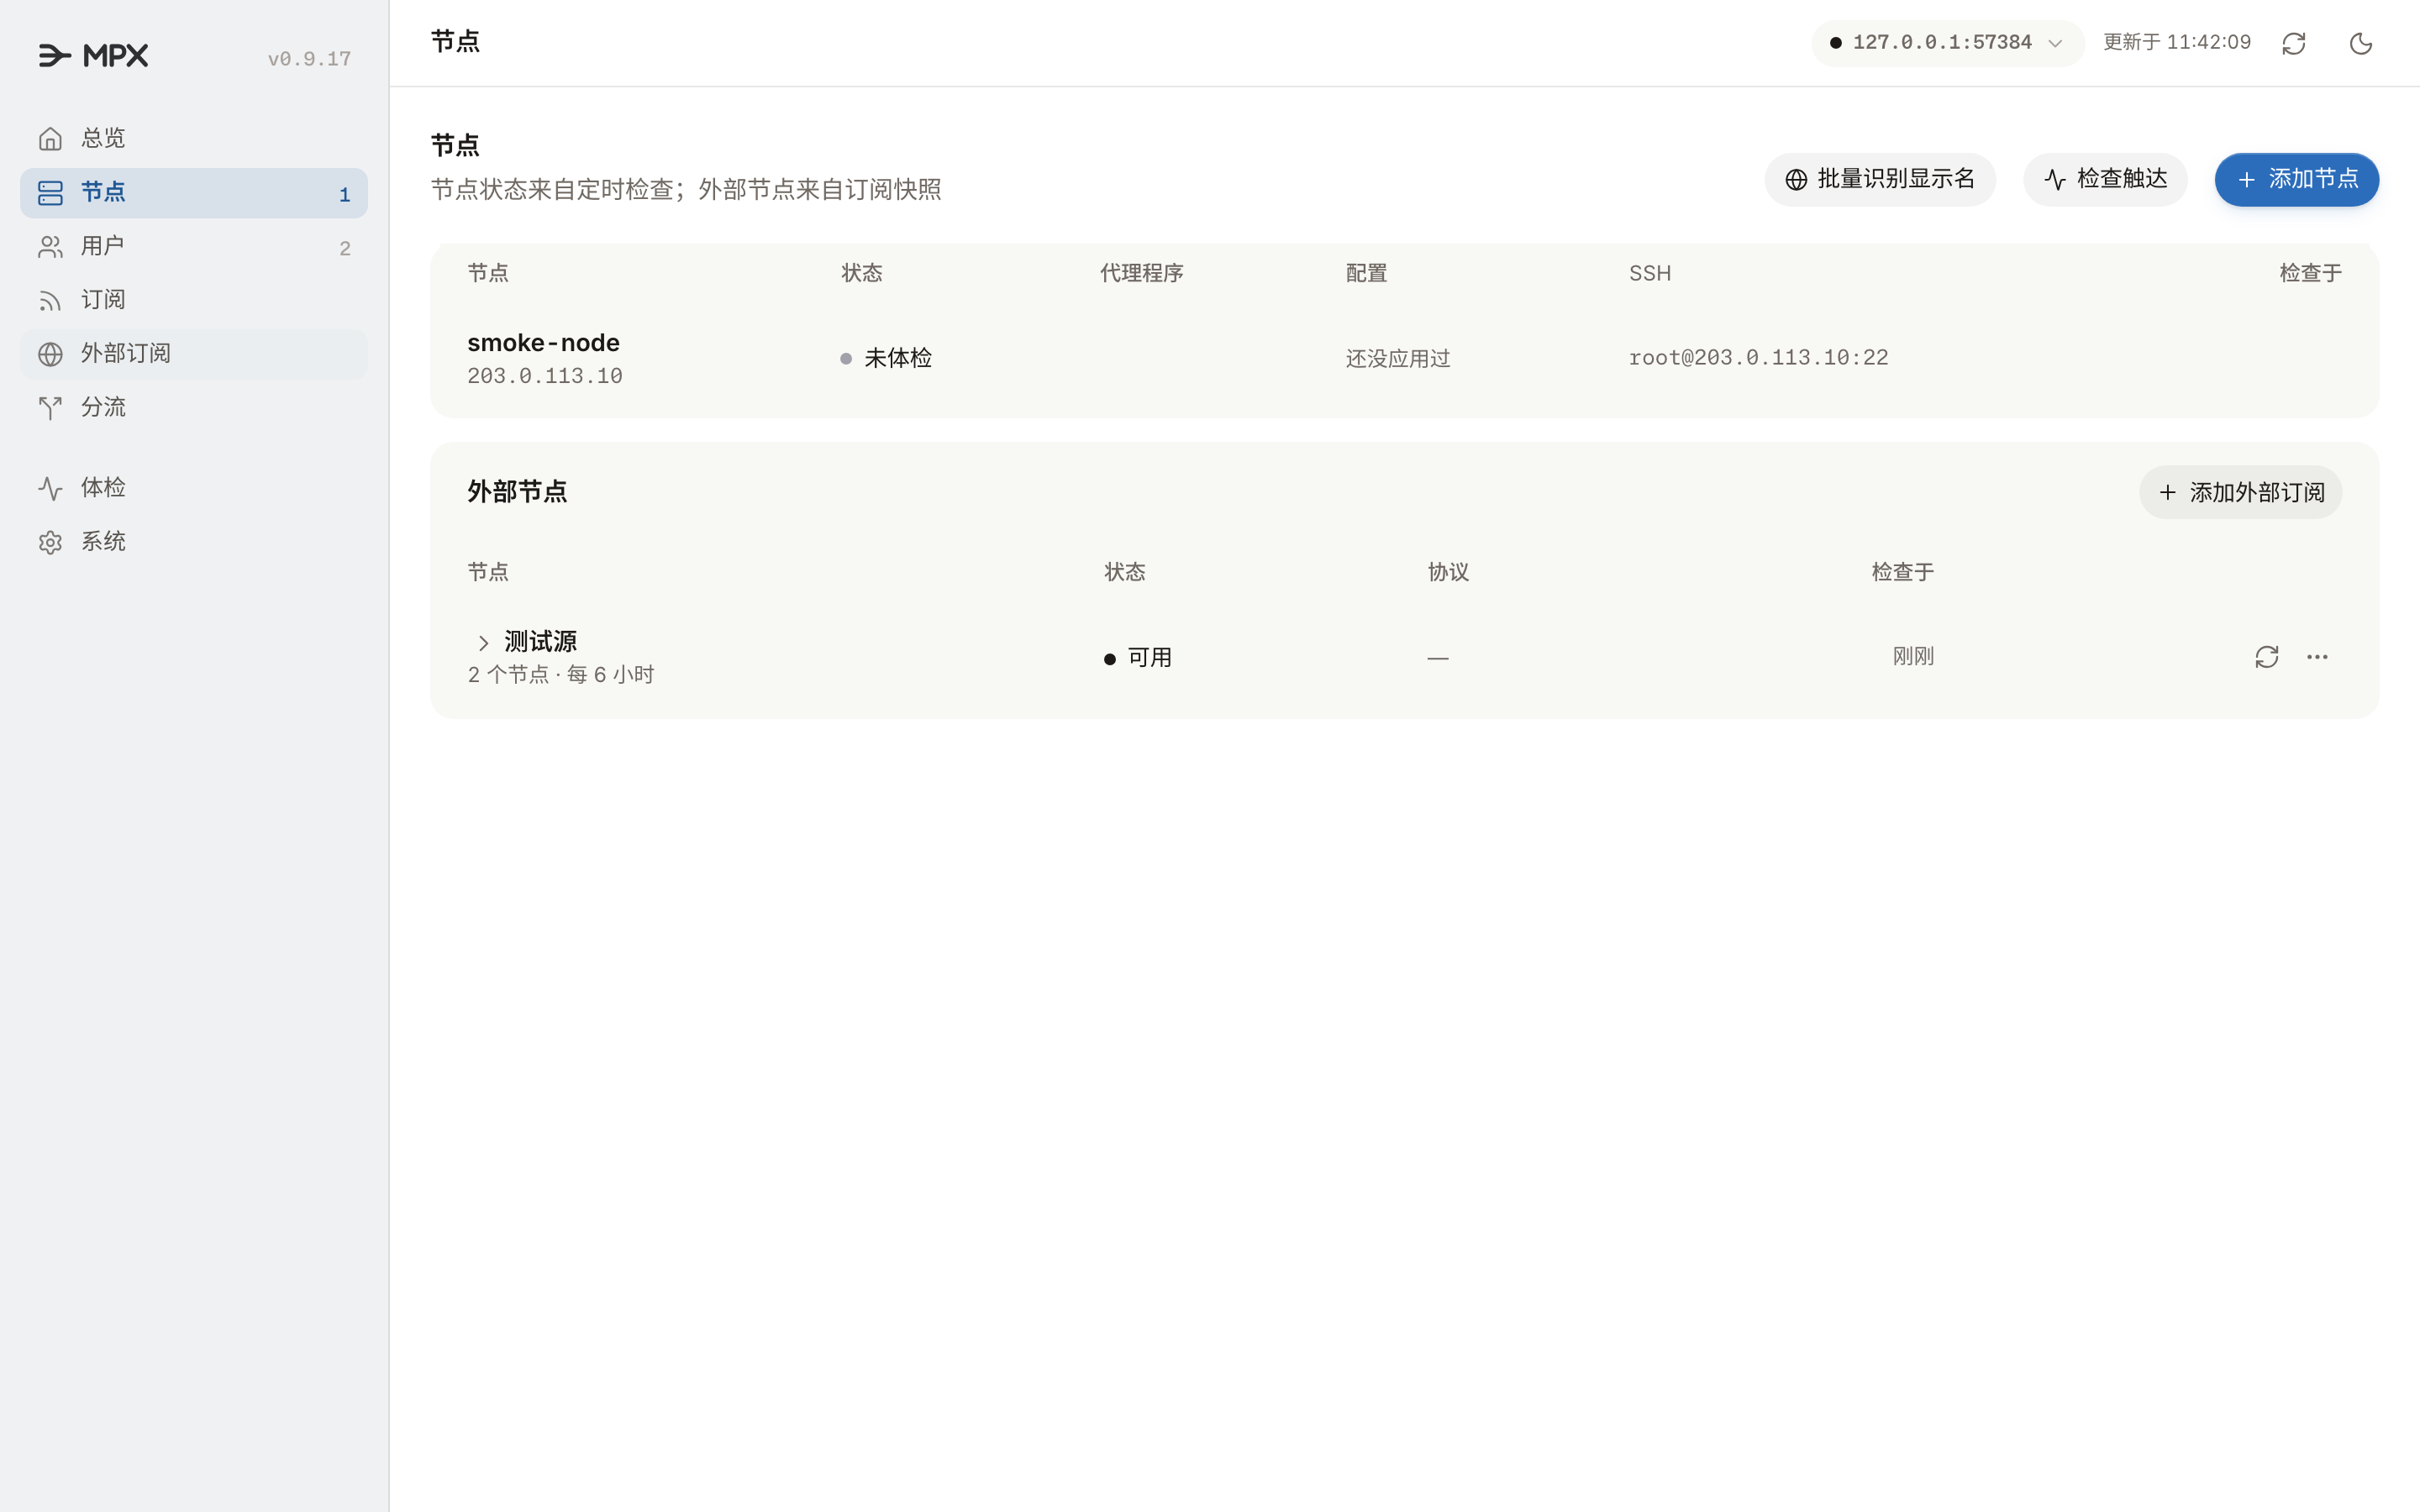 MPX
v0.9.17
总览
节点 1
用户 2
订阅
外部订阅
分流
体检
系统
节点
127.0.0.1:57384
更新于 11:42:09
节点
节点状态来自定时检查；外部节点来自订阅快照
批量识别显示名
检查触达
+ 添加节点
节点 状态 代理程序 配置 SSH 检查于
smoke-node
203.0.113.10
未体检
还没应用过
root@203.0.113.10:22
外部节点
+ 添加外部订阅
节点 状态 协议 检查于
测试源
2 个节点 · 每 6 小时
可用
—
刚刚